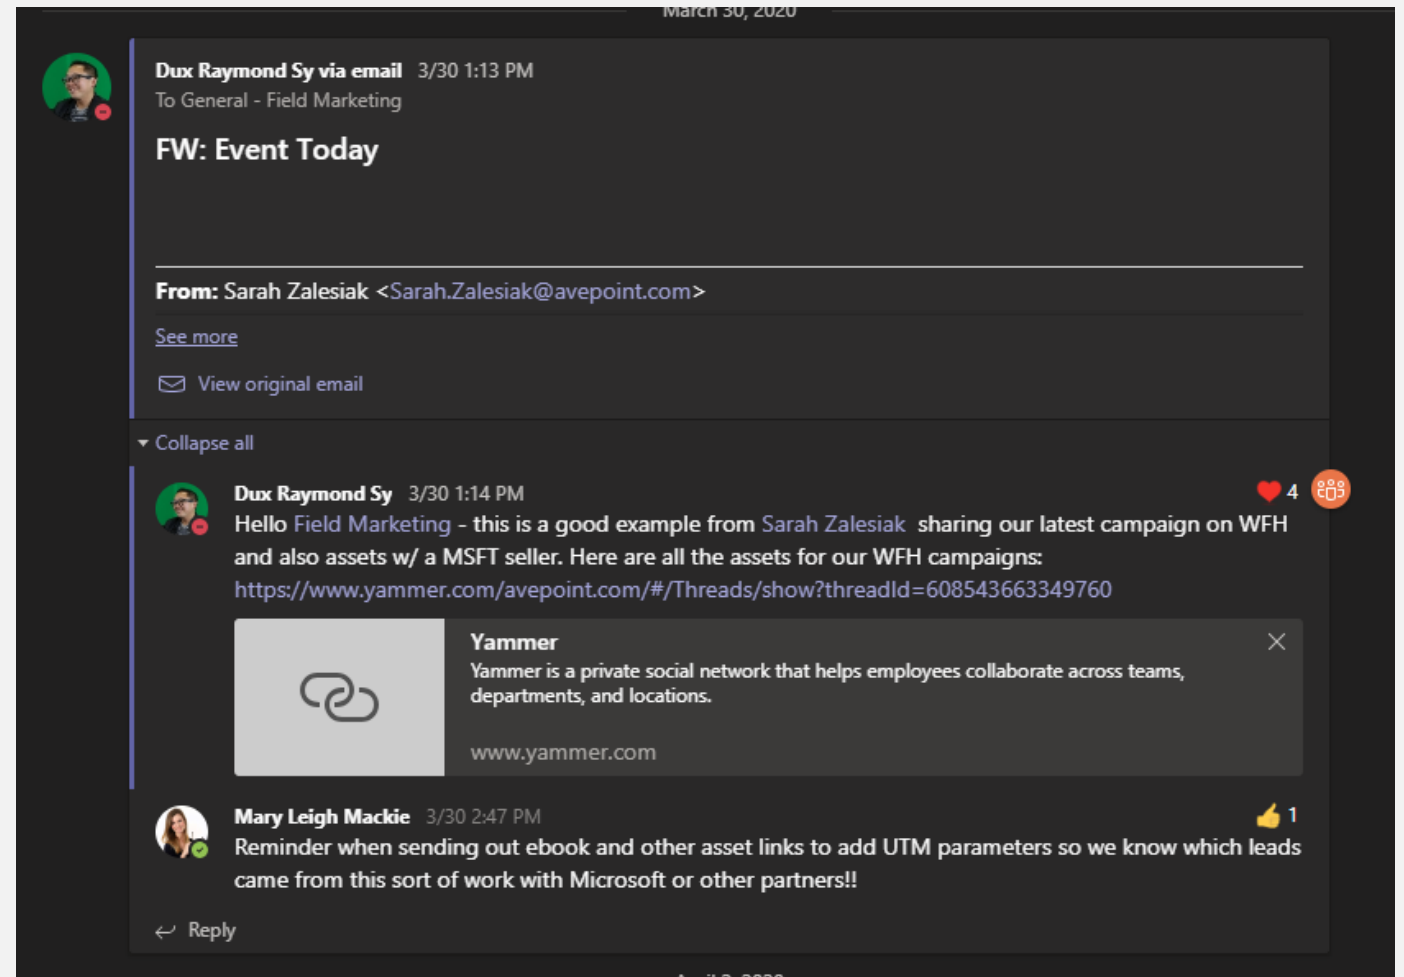 March 30, 2020
Dux Raymond Sy via email 3/30 1:13 PM
To General - Field Marketing
FW: Event Today
From: Sarah Zalesiak <Sarah.Zalesiak@avepoint.com>
See more
View original email
Collapse all
Dux Raymond Sy 3/30 1:14 PM 4
Hello Field Marketing - this is a good example from Sarah Zalesiak sharing our latest campaign on WFH
and also assets w/ a MSFT seller. Here are all the assets for our WFH campaigns:
https://www.yammer.com/avepoint.com/#/Threads/show?threadId=608543663349760
Yammer
Yammer is a private social network that helps employees collaborate across teams,
departments, and locations.
www.yammer.com
Mary Leigh Mackie 3/30 2:47 PM 1
Reminder when sending out ebook and other asset links to add UTM parameters so we know which leads
came from this sort of work with Microsoft or other partners!!
Reply